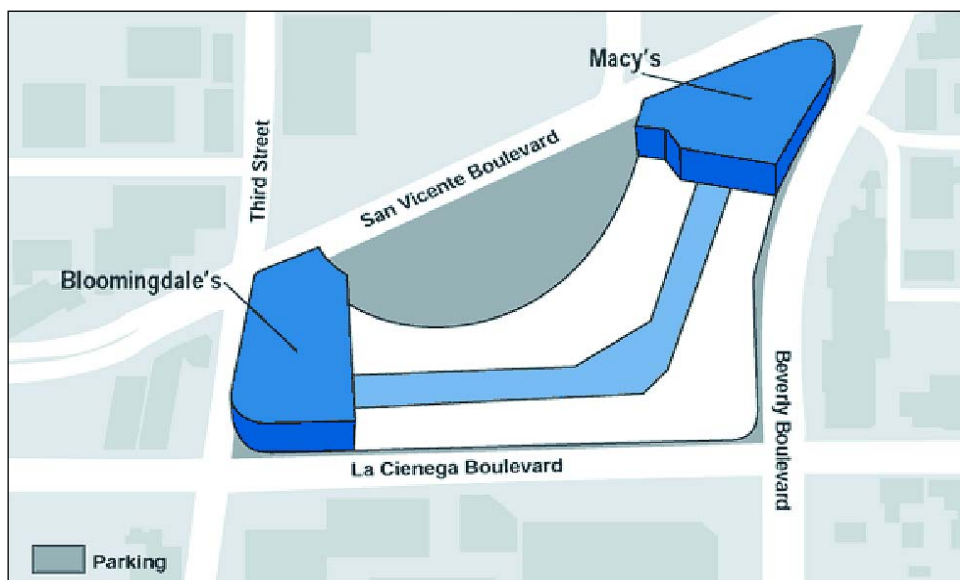 Macy's
Third Street
San Vicente Boulevard
Bloomingdale's
Beverly Boulevard
La Cienega Boulevard
Parking